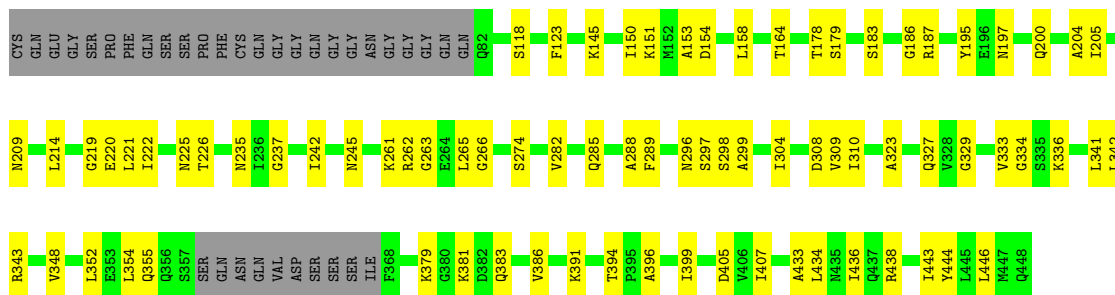 CYS GLN GLU GLY SER PRO PHE GLN SER SER PRO PHE CYS GLN GLY GLY GLN GLY GLY ASN GLY GLY GLY GLN GLN Q82 S118 F123 K145 I150 K151 M152 A153 D154 L158 T164 T178 S179 S183 G186 R187 Y195 E196 N197 Q200 A204 I205
N209 L214 G219 E220 L221 I222 N225 T226 N235 I236 G237 I242 N245 K261 R262 G263 E264 L265 G266 S274 V282 Q285 A288 F289 N296 S297 S298 A299 I304 D308 V309 I310 A323 Q327 V328 G329 V333 G334 S335 K336 L341 L342
R343 V348 L352 E353 L354 Q355 Q356 S357 SER GLN ASN GLN VAL ASP SER SER SER ILE F368 K379 G380 K381 D382 Q383 V386 K391 T394 P395 A396 I399 D405 V406 I407 A433 L434 N435 I436 Q437 R438 I443 Y444 L445 L446 M447 Q448